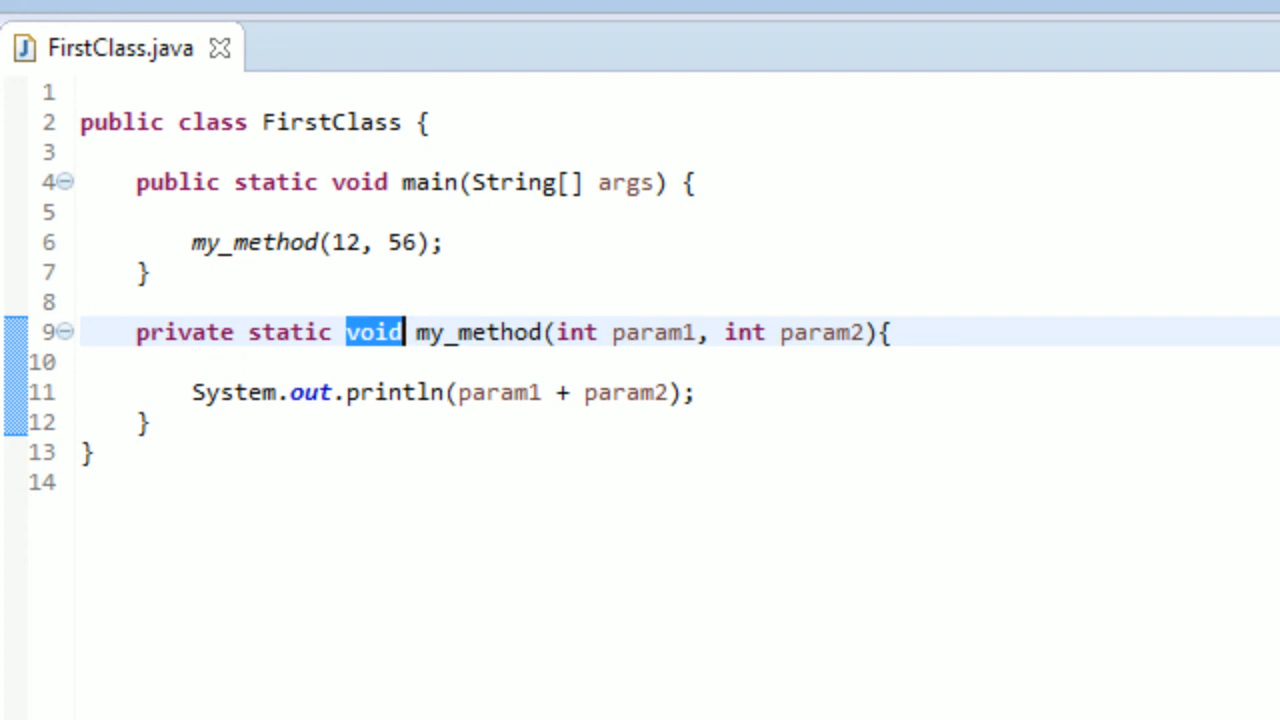 FirstClass.java
1
2 public class FirstClass {
3
4 public static void main(String[] args) {
5
6 my_method(12, 56);
7 }
8
9 private static void my_method(int param1, int param2){
10
11 System.out.println(param1 + param2);
12 }
13 }
14